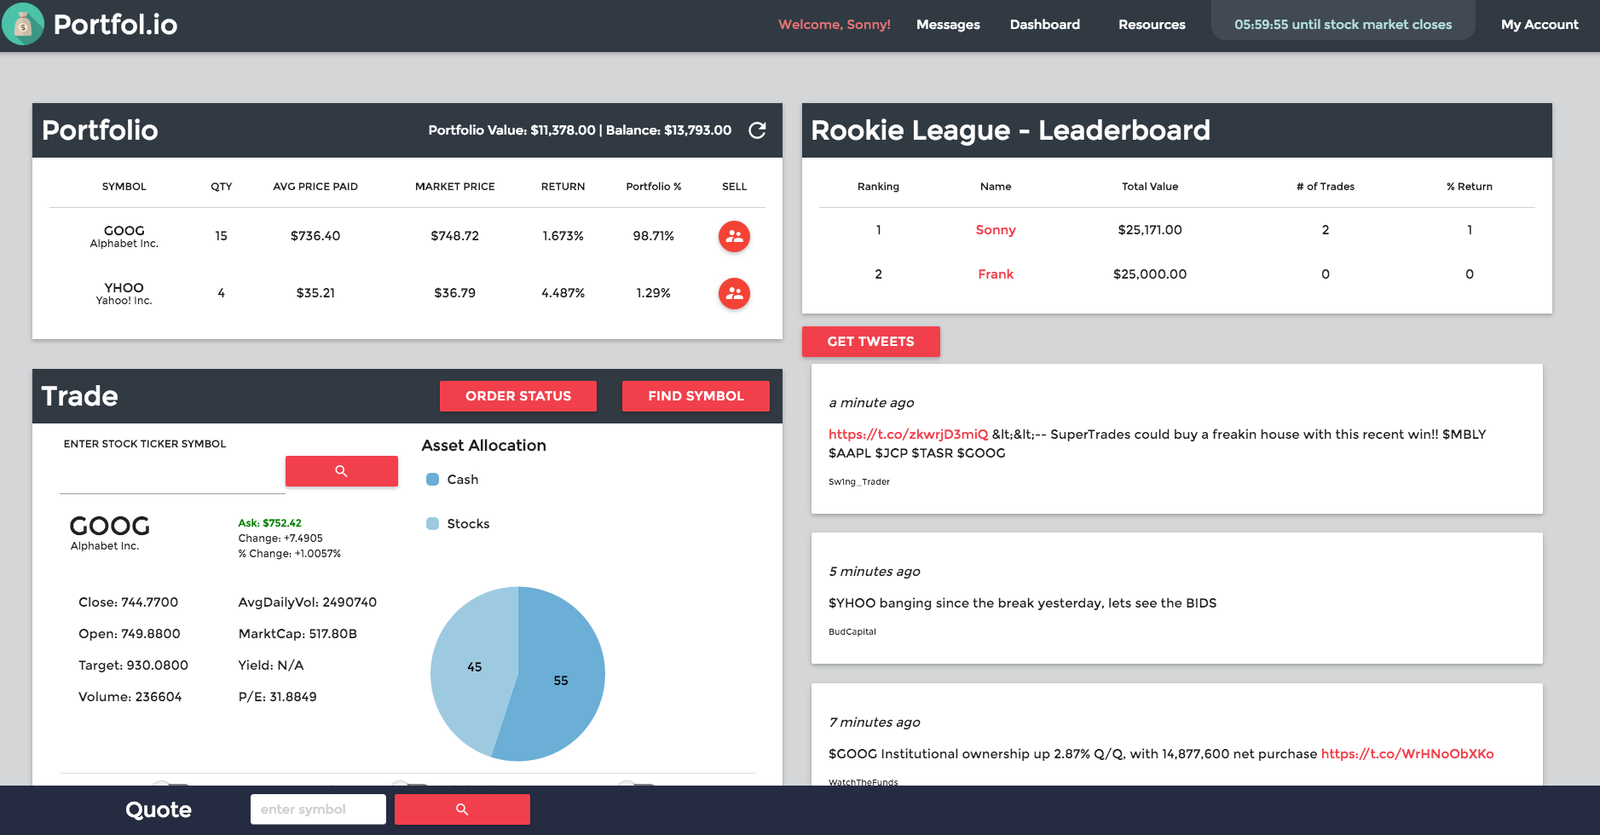 Portfol.io
Welcome, Sonny!
Messages
Dashboard
Resources
05:59:55 until stock market closes
My Account
Portfolio
Portfolio Value: $11,378.00 | Balance: $13,793.00
SYMBOL QTY AVG PRICE PAID MARKET PRICE RETURN Portfolio % SELL
GOOG
Alphabet Inc.
15 $736.40 $748.72 1.673% 98.71%
YHOO
Yahoo! Inc.
4 $35.21 $36.79 4.487% 1.29%
Rookie League - Leaderboard
Ranking Name Total Value # of Trades % Return
1 Sonny $25,171.00 2 1
2 Frank $25,000.00 0 0
Trade
ORDER STATUS
FIND SYMBOL
ENTER STOCK TICKER SYMBOL
GOOG
Alphabet Inc.
Ask: $752.42
Change: +7.4905
% Change: +1.0057%
Close: 744.7700 AvgDailyVol: 2490740
Open: 749.8800 MarktCap: 517.80B
Target: 930.0800 Yield: N/A
Volume: 236604 P/E: 31.8849
Asset Allocation
Cash
Stocks
45
55
GET TWEETS
a minute ago
https://t.co/zkwrjD3miQ &lt;&lt;-- SuperTrades could buy a freakin house with this recent win!! $MBLY
$AAPL $JCP $TASR $GOOG
Sw1ng_Trader
5 minutes ago
$YHOO banging since the break yesterday, lets see the BIDS
BudCapital
7 minutes ago
$GOOG Institutional ownership up 2.87% Q/Q, with 14,877,600 net purchase https://t.co/WrHNoObXKo
WatchTheFunds
Quote
enter symbol